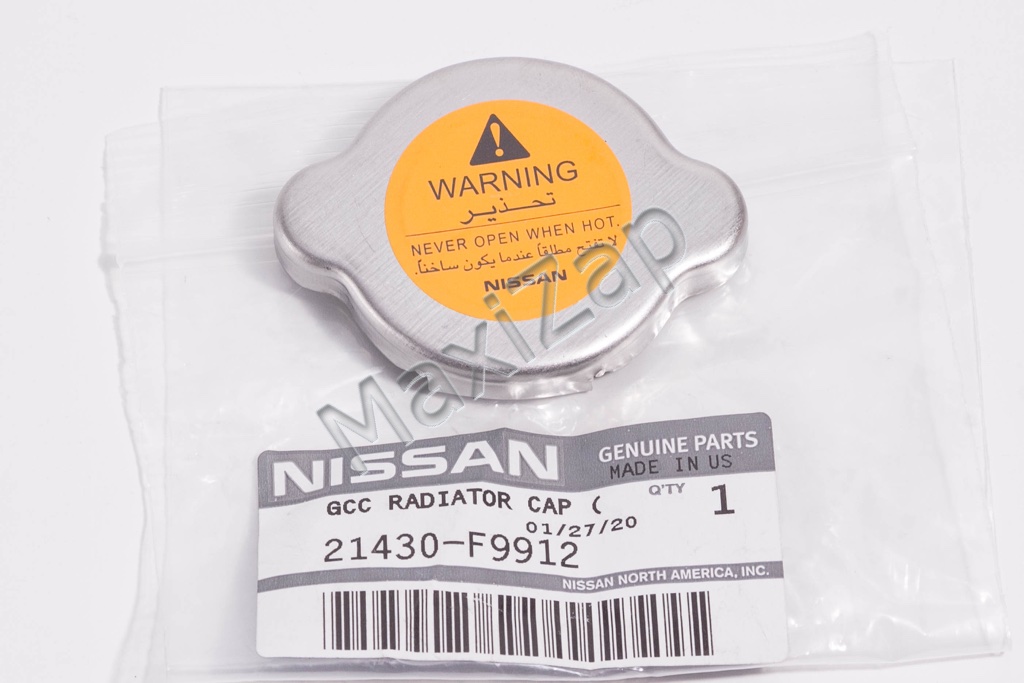 WARNING
تحذير
NEVER OPEN WHEN HOT.
لا تفتح مطلقاً عندما يكون ساخناً.
NISSAN
MaxiZap
NISSAN
GENUINE PARTS
MADE IN US
GCC RADIATOR CAP (
Q'TY 1
01/27/20
21430-F9912
NISSAN NORTH AMERICA, INC.